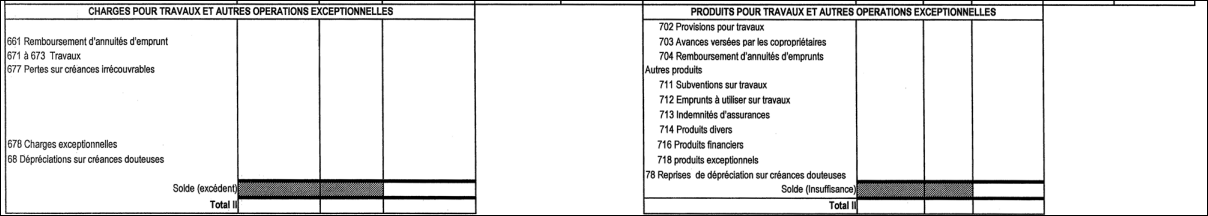 CHARGES POUR TRAVAUX ET AUTRES OPERATIONS EXCEPTIONNELLES
661 Remboursement d'annuités d'emprunt
671 à 673 Travaux
677 Pertes sur créances irrécouvrables
678 Charges exceptionnelles
68 Dépréciations sur créances douteuses
Solde (excédent)
Total II
PRODUITS POUR TRAVAUX ET AUTRES OPERATIONS EXCEPTIONNELLES
702 Provisions pour travaux
703 Avances versées par les copropriétaires
704 Remboursement d'annuités d'emprunts
Autres produits
711 Subventions sur travaux
712 Emprunts à utiliser sur travaux
713 Indemnités d'assurances
714 Produits divers
716 Produits financiers
718 produits exceptionnels
78 Reprises de dépréciation sur créances douteuses
Solde (Insuffisance)
Total II